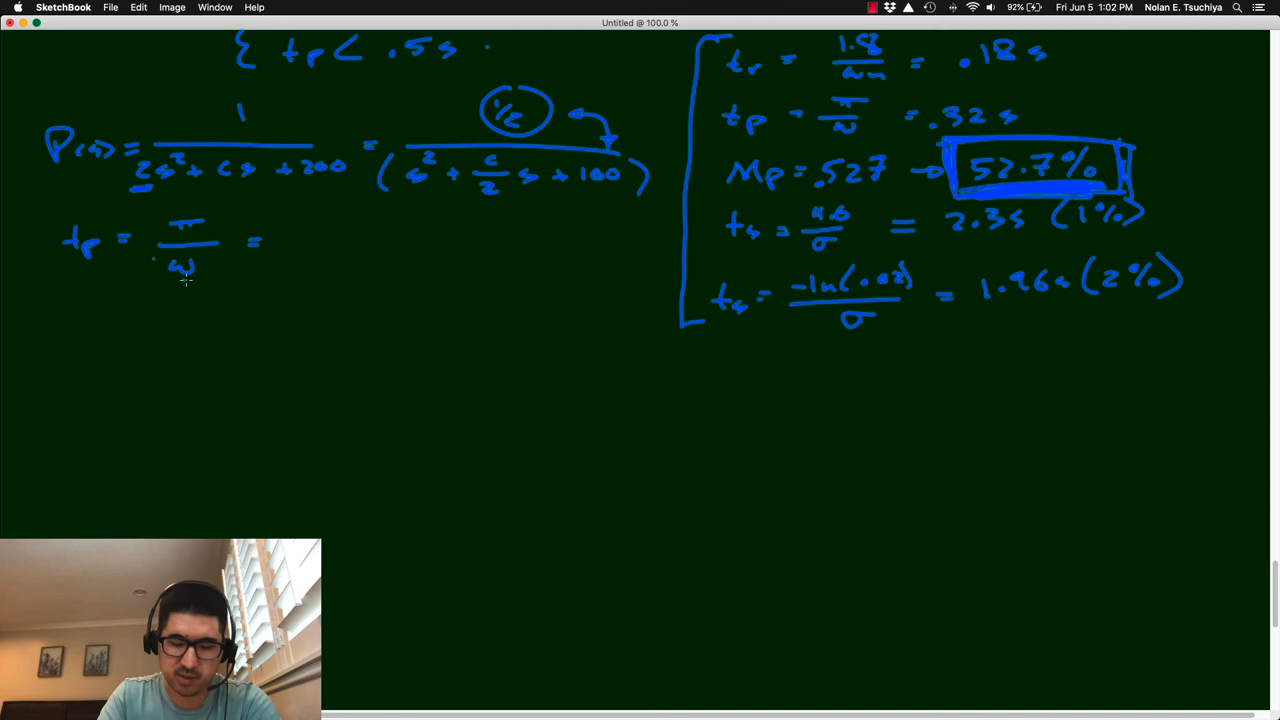 SketchBook File Edit Image Window Help 92% Fri Jun 5 1:02 PM Nolan E. Tsuchiya
Untitled @ 100.0 %
{ tp < .5s
P(s) = 1 / (2s² + cs + 200) = (1/2) / (s² + c/2 s + 100)
tp = π/ω =
tr = 1.8/ωn = .18 s
tp = π/ω = .32 s
Mp = .527 → 52.7%
ts = 4.6/σ = 2.3s (1%)
ts = -ln(.02)/σ = 1.96s (2%)